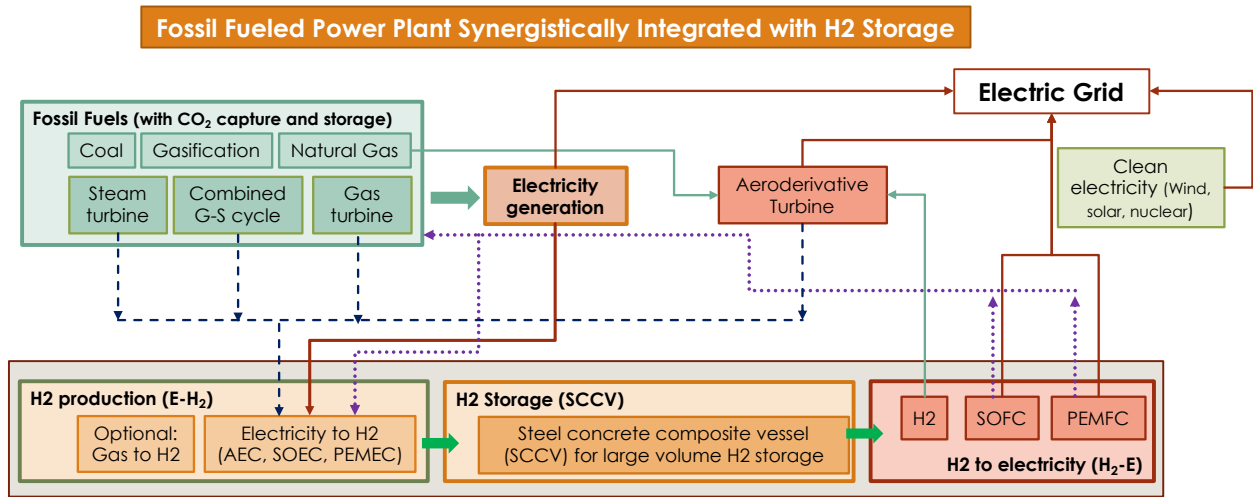 Fossil Fueled Power Plant Synergistically Integrated with H2 Storage
Electric Grid
Fossil Fuels (with CO₂ capture and storage)
Coal
Gasification
Natural Gas
Steam
turbine
Combined
G-S cycle
Gas
turbine
Electricity
generation
Aeroderivative
Turbine
Clean
electricity (Wind,
solar, nuclear)
H2 production (E-H₂)
Optional:
Gas to H2
Electricity to H2
(AEC, SOEC, PEMEC)
H2 Storage (SCCV)
Steel concrete composite vessel
(SCCV) for large volume H2 storage
H2
SOFC
PEMFC
H2 to electricity (H₂-E)